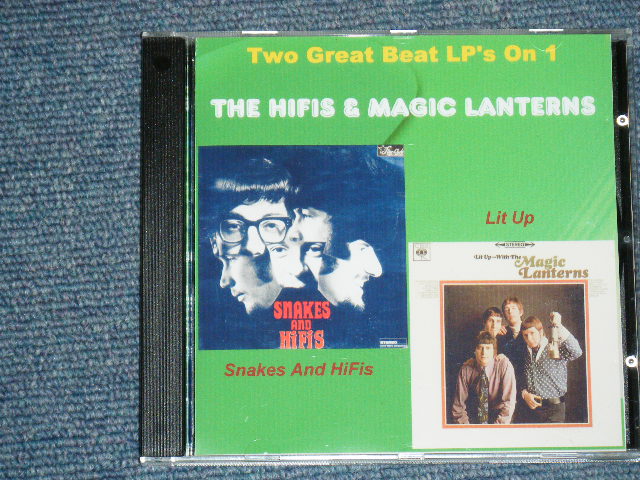 Two Great Beat LP's On 1
THE HIFIS & MAGIC LANTERNS
SNAKES
AND
HiFiS
STEREO
Snakes And HiFis
Lit Up
STEREO
Lit Up—With The
Magic
Lanterns